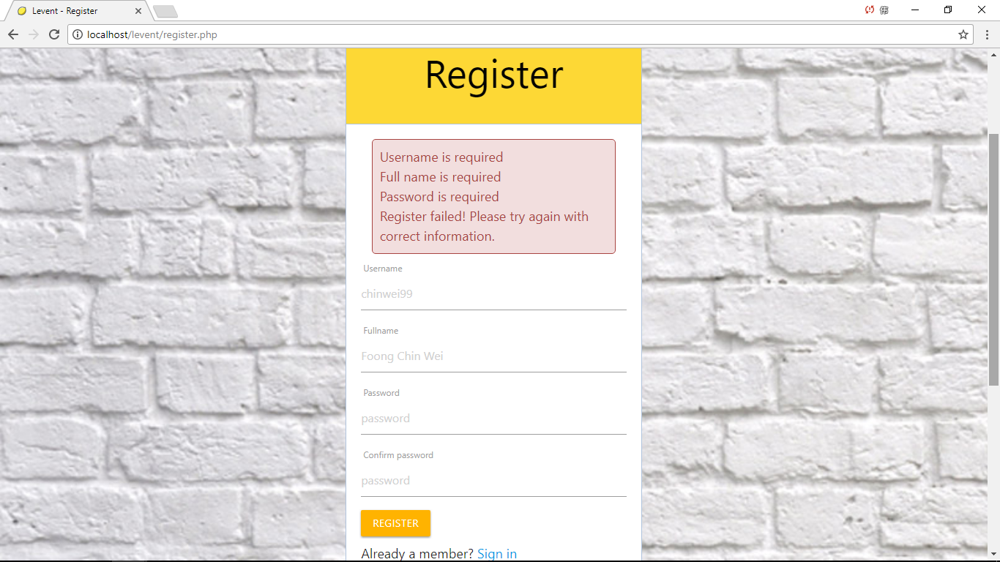 Levent - Register
localhost/levent/register.php
Register
Username is required
Full name is required
Password is required
Register failed! Please try again with
correct information.
Username
chinwei99
Fullname
Foong Chin Wei
Password
password
Confirm password
password
REGISTER
Already a member? Sign in